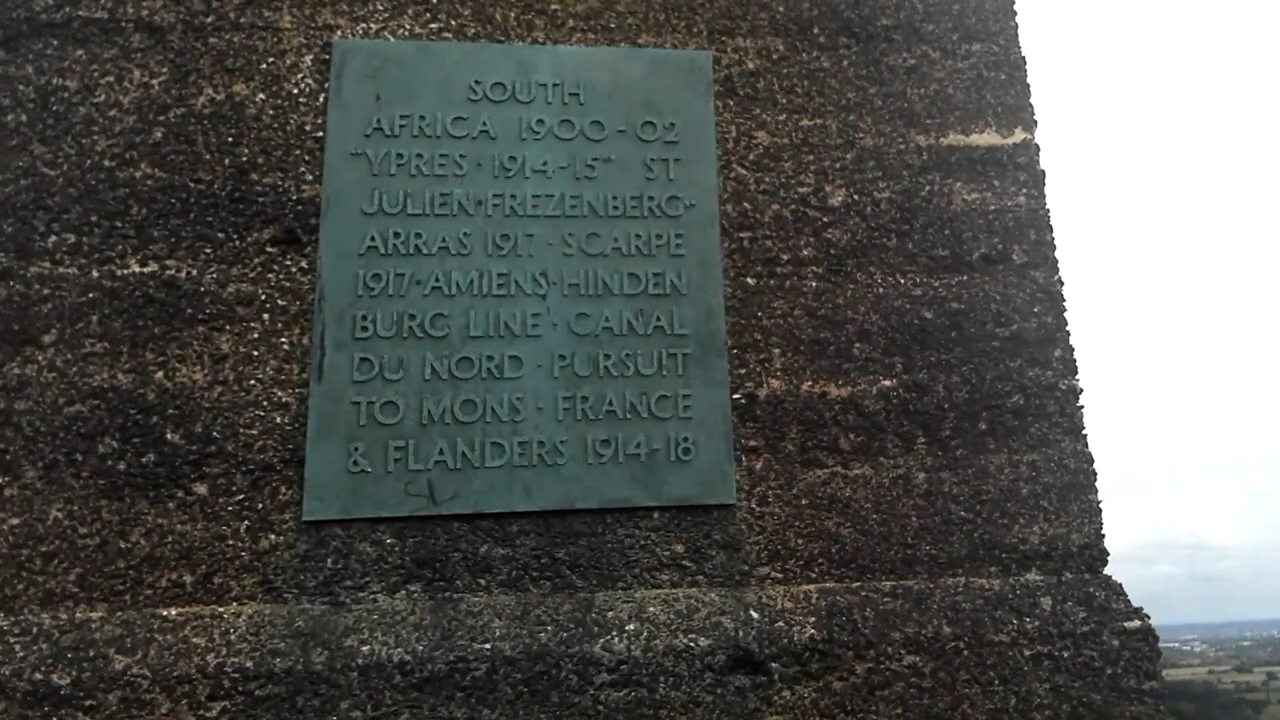 SOUTH
AFRICA 1900-02
"YPRES · 1914-15" ST
JULIEN·FREZENBERG·
ARRAS 1917 · SCARPE
1917·AMIENS·HINDEN
BURG LINE · CANAL
DU NORD · PURSUIT
TO MONS · FRANCE
& FLANDERS 1914-18
SL